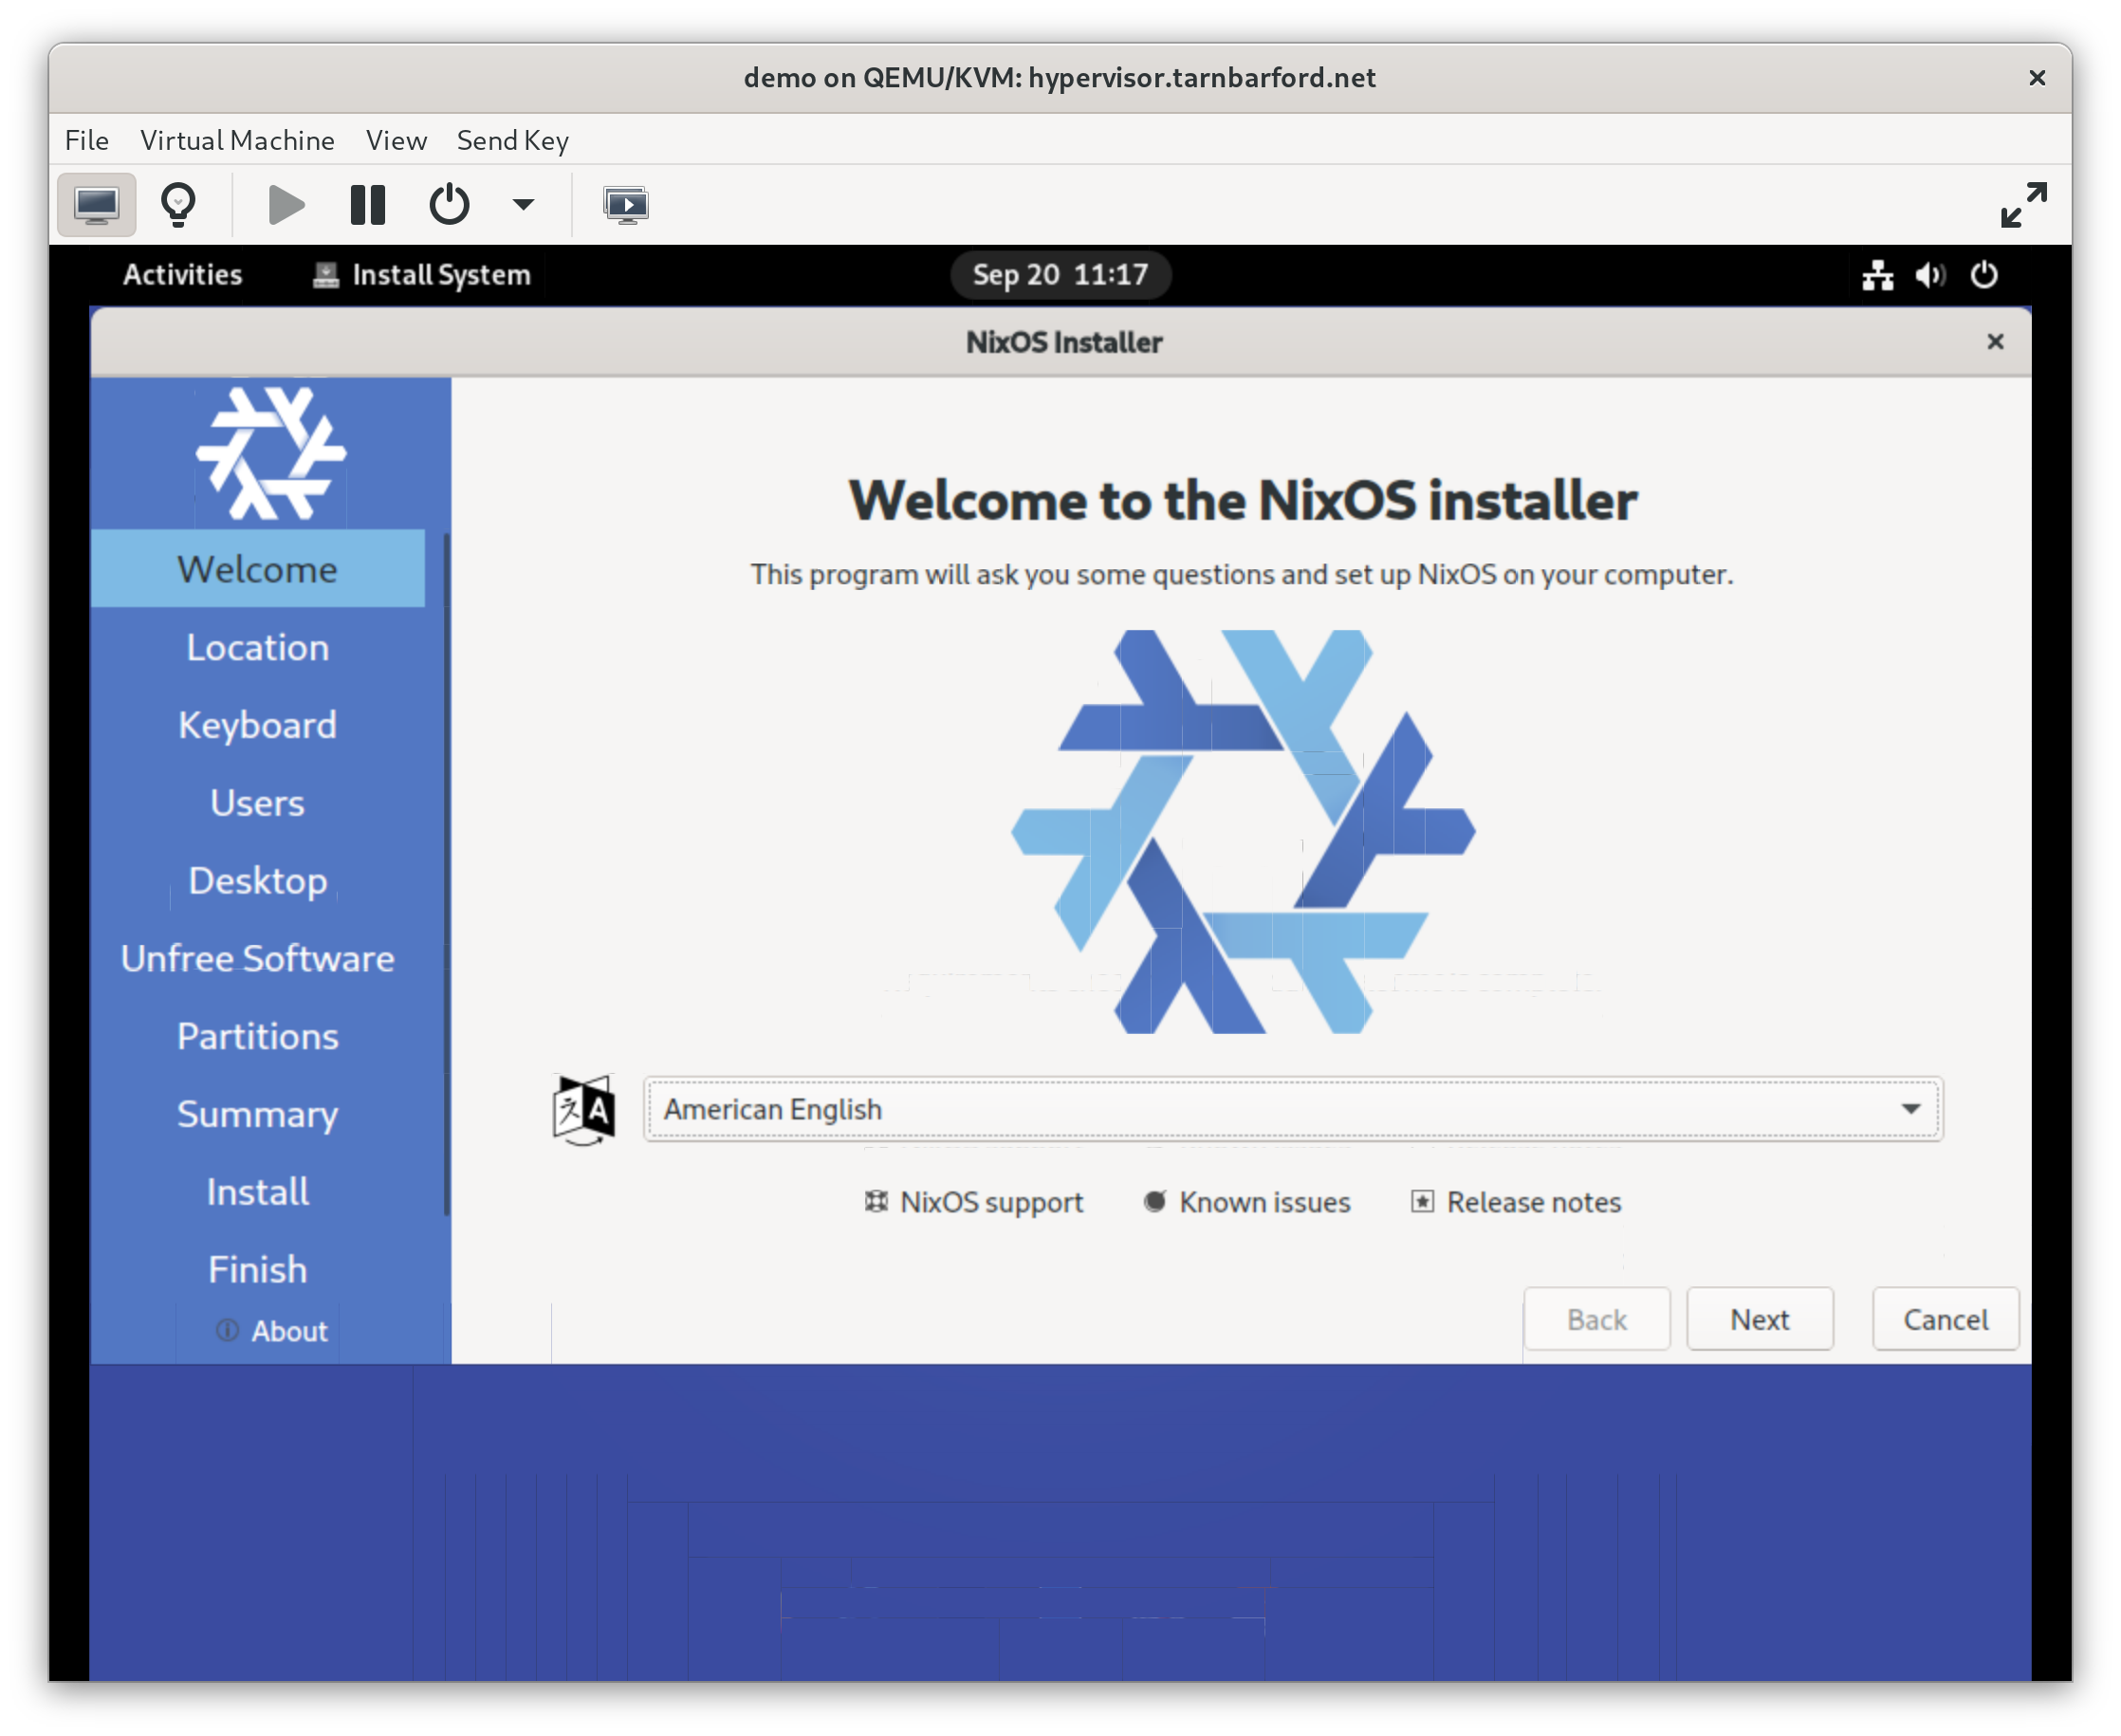 demo on QEMU/KVM: hypervisor.tarnbarford.net
File Virtual Machine View Send Key
Activities Install System Sep 20 11:17
NixOS Installer
Welcome
Location
Keyboard
Users
Desktop
Unfree Software
Partitions
Summary
Install
Finish
About
Welcome to the NixOS installer
This program will ask you some questions and set up NixOS on your computer.
American English
NixOS support Known issues Release notes
Back Next Cancel